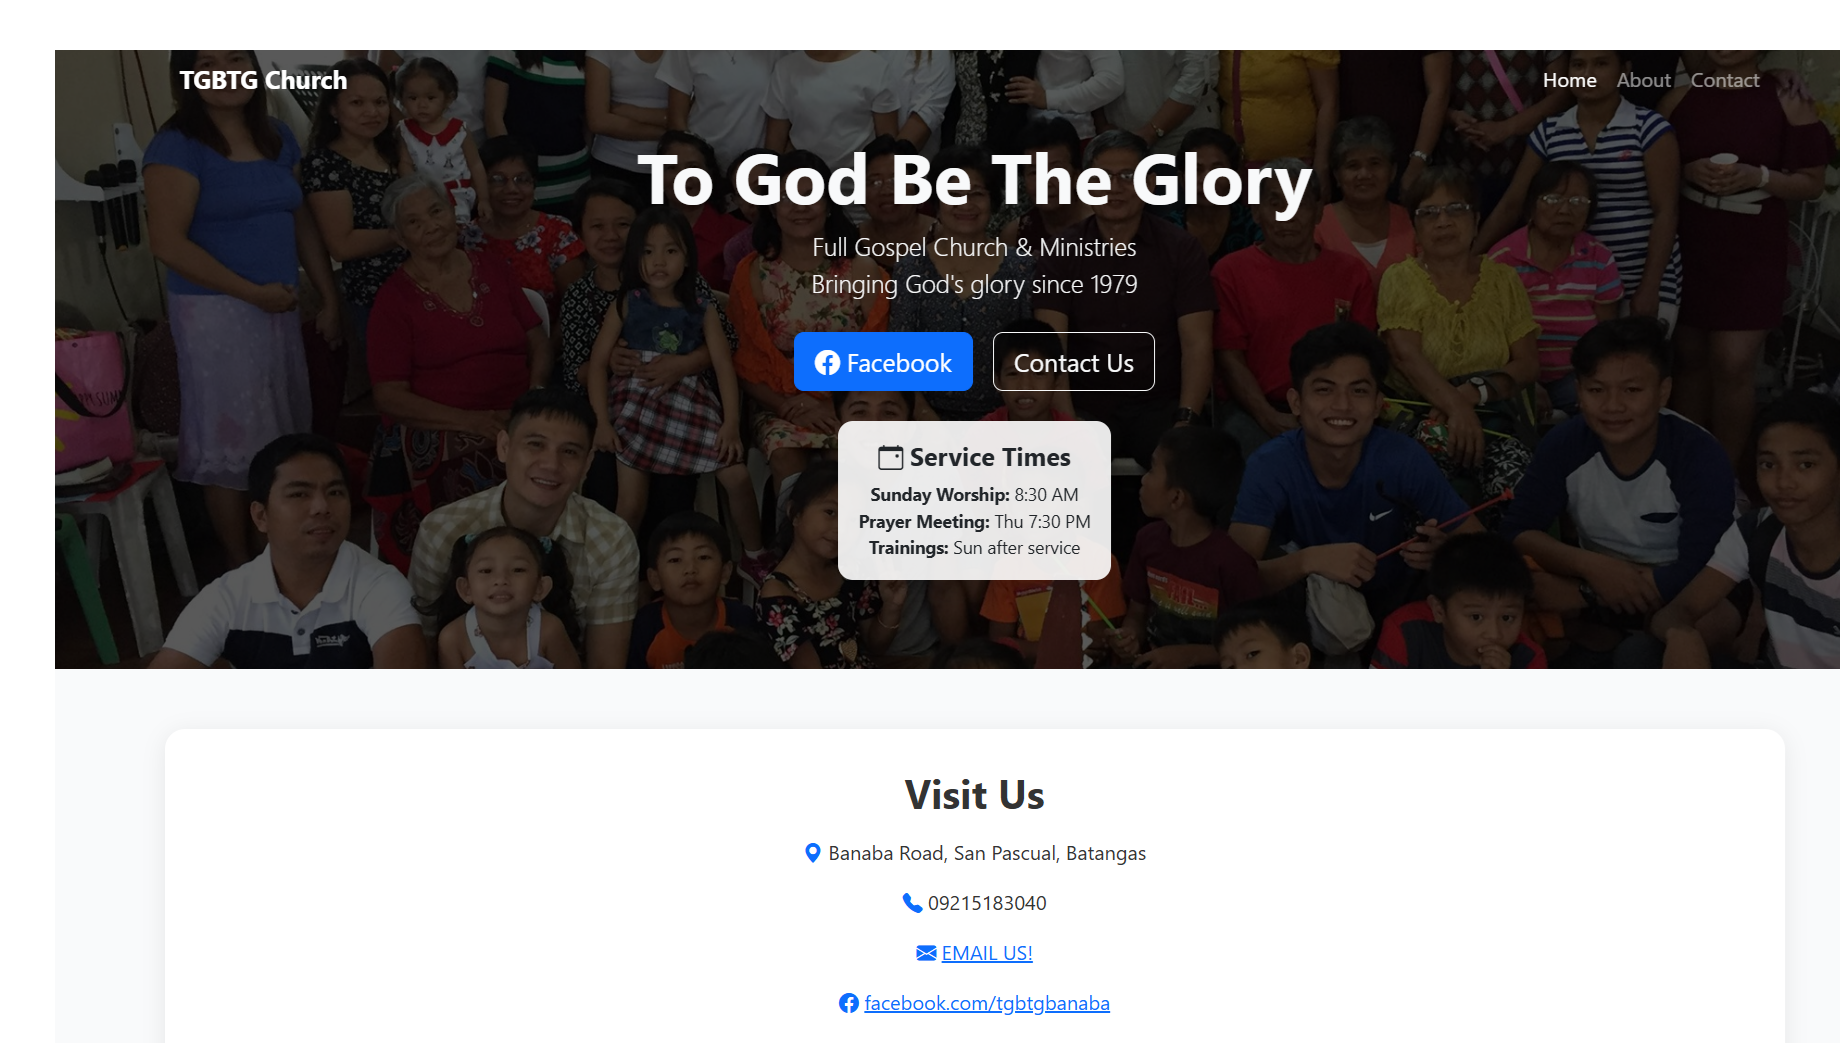 TGBTG Church
Home About Contact
To God Be The Glory
Full Gospel Church & Ministries
Bringing God's glory since 1979
Facebook Contact Us
Service Times
Sunday Worship: 8:30 AM
Prayer Meeting: Thu 7:30 PM
Trainings: Sun after service
Visit Us
Banaba Road, San Pascual, Batangas
09215183040
EMAIL US!
facebook.com/tgbtgbanaba